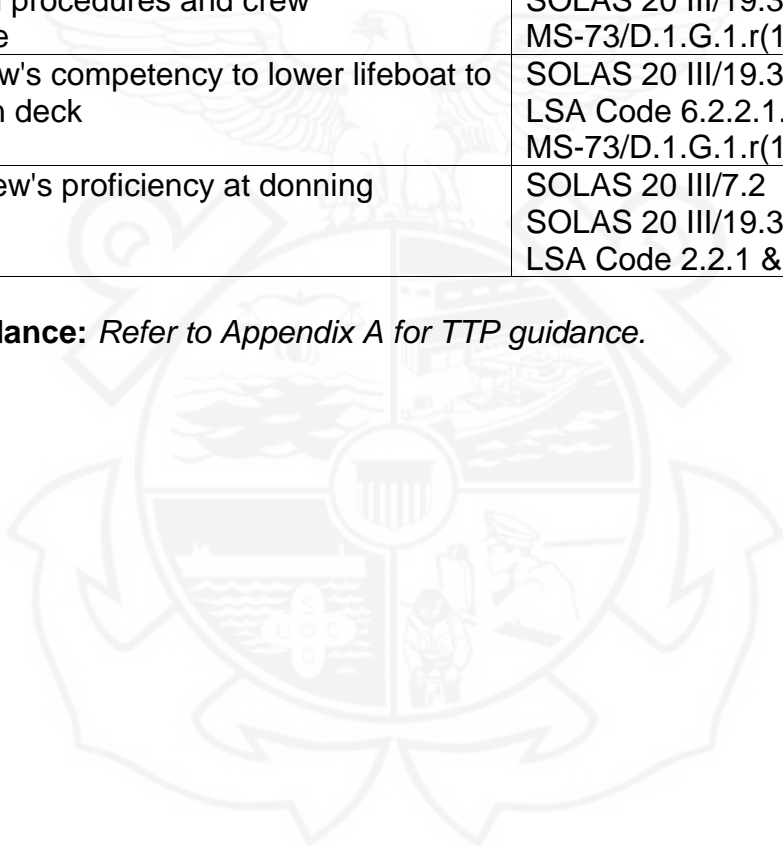 procedures and crew SOLAS 20 III/19.3
e MS-73/D.1.G.1.r(1
w's competency to lower lifeboat to SOLAS 20 III/19.3
n deck LSA Code 6.2.2.1.
MS-73/D.1.G.1.r(1
ew's proficiency at donning SOLAS 20 III/7.2
SOLAS 20 III/19.3
LSA Code 2.2.1 &
dance: Refer to Appendix A for TTP guidance.
S
U O C
G